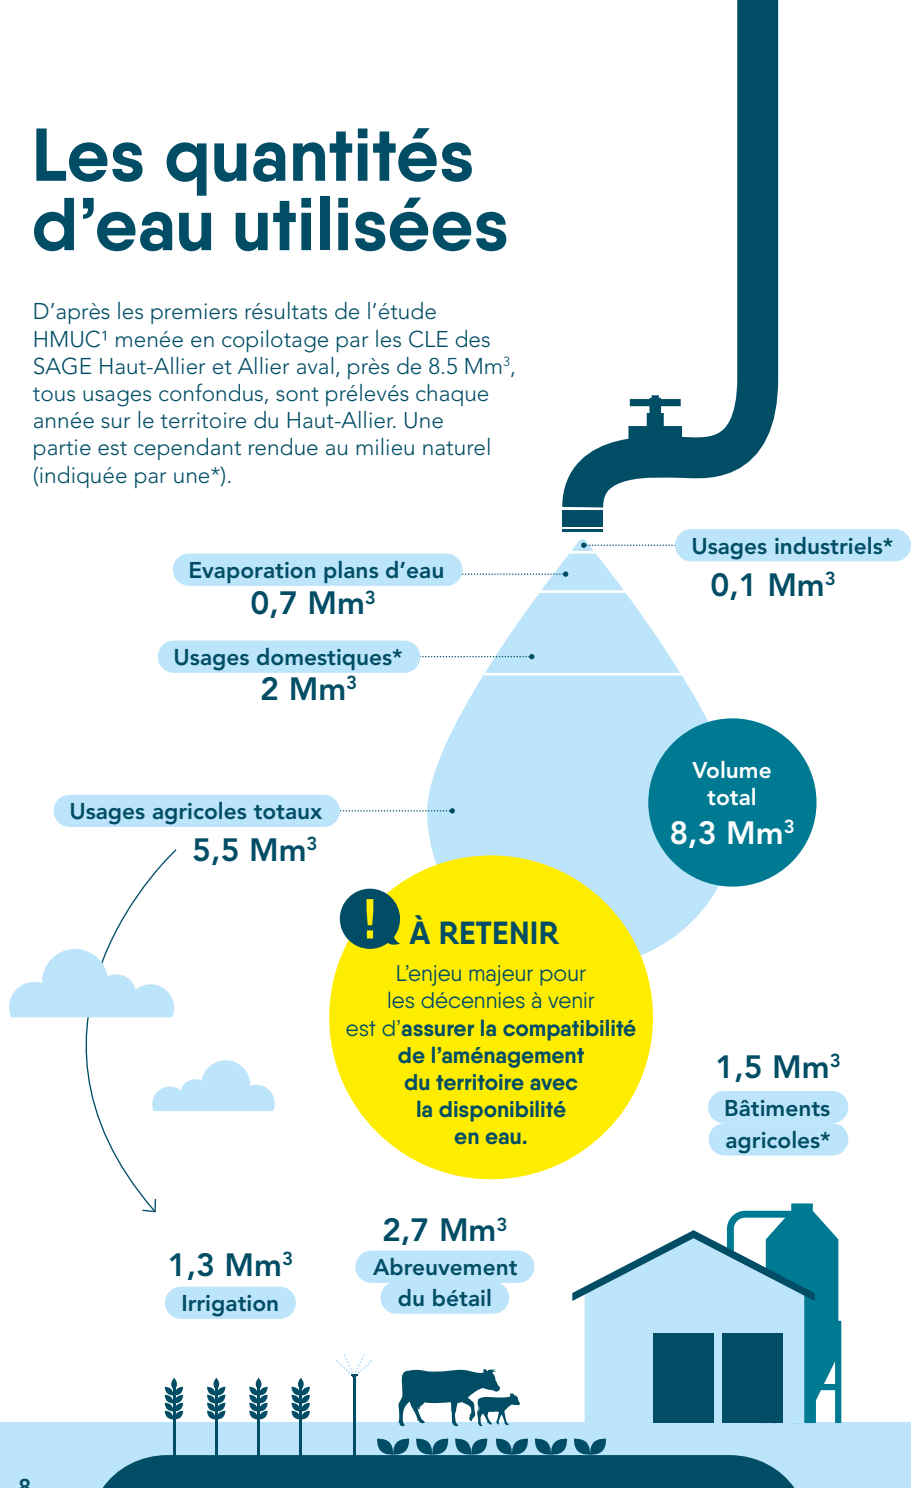 Les quantités
d’eau utilisées
D’après les premiers résultats de l’étude
HMUC¹ menée en copilotage par les CLE des
SAGE Haut-Allier et Allier aval, près de 8.5 Mm³,
tous usages confondus, sont prélevés chaque
année sur le territoire du Haut-Allier. Une
partie est cependant rendue au milieu naturel
(indiquée par une*).
Usages industriels*
0,1 Mm³
Evaporation plans d’eau
0,7 Mm³
Usages domestiques*
2 Mm³
Volume
total
8,3 Mm³
Usages agricoles totaux
5,5 Mm³
! À RETENIR
L’enjeu majeur pour
les décennies à venir
est d’assurer la compatibilité
de l’aménagement
du territoire avec
la disponibilité
en eau.
1,5 Mm³
Bâtiments
agricoles*
2,7 Mm³
Abreuvement
du bétail
1,3 Mm³
Irrigation
8